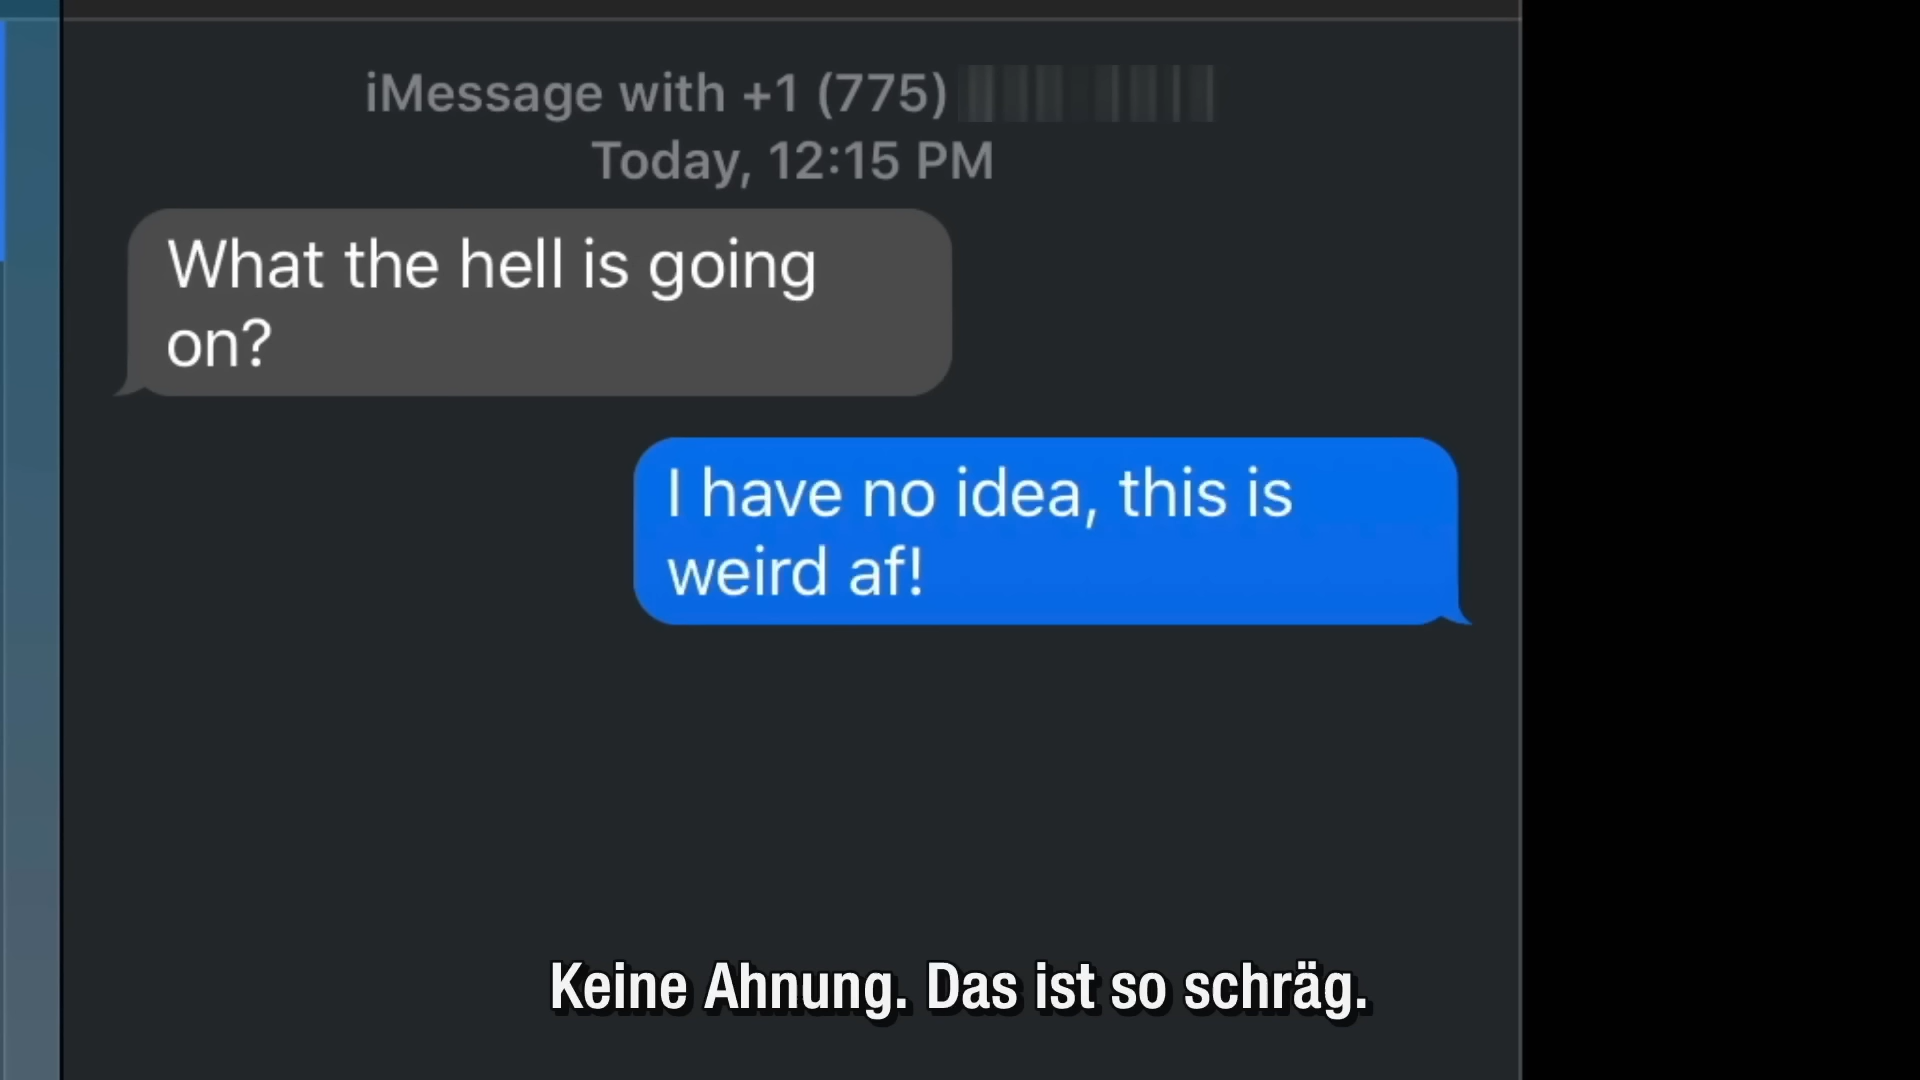 iMessage with +1 (775)
Today, 12:15 PM
What the hell is going
on?
I have no idea, this is
weird af!
Keine Ahnung. Das ist so schräg.